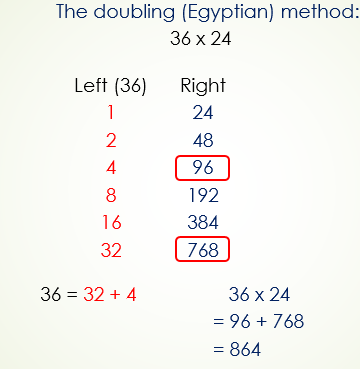 The doubling (Egyptian) method:
36 x 24
Left (36) Right
1 24
2 48
4 96
8 192
16 384
32 768
36 = 32 + 4 36 x 24
= 96 + 768
= 864